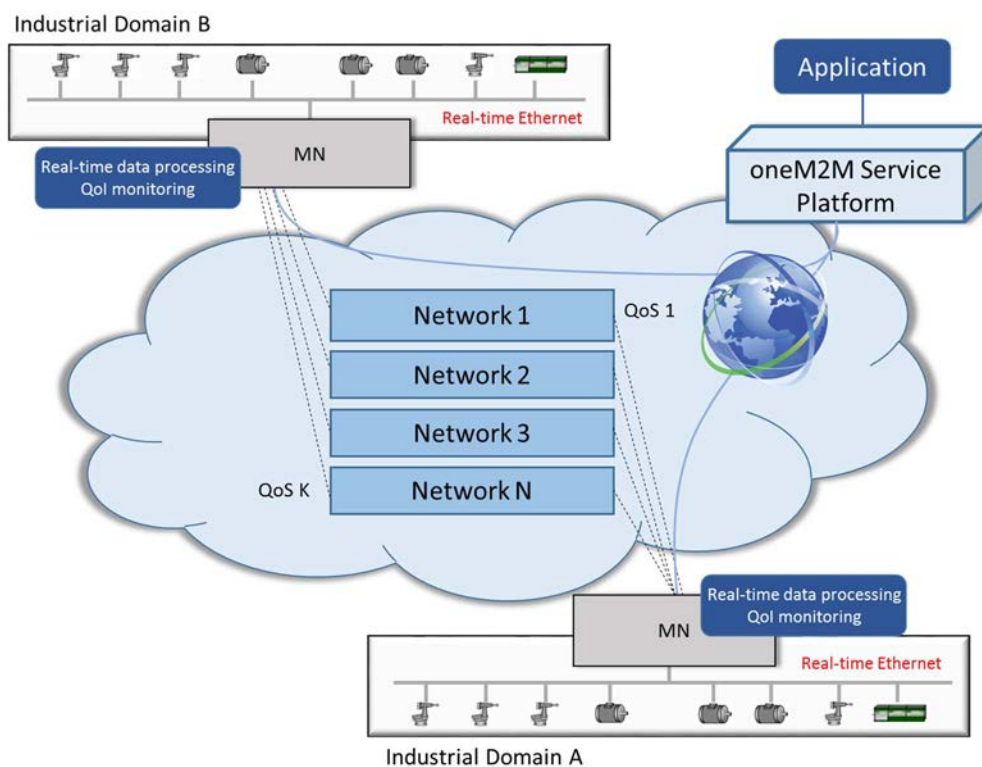 Industrial Domain B
Real-time Ethernet
MN
Real-time data processing
QoI monitoring
Application
oneM2M Service
Platform
Network 1
QoS 1
Network 2
Network 3
QoS K
Network N
Real-time data processing
QoI monitoring
MN
Real-time Ethernet
Industrial Domain A